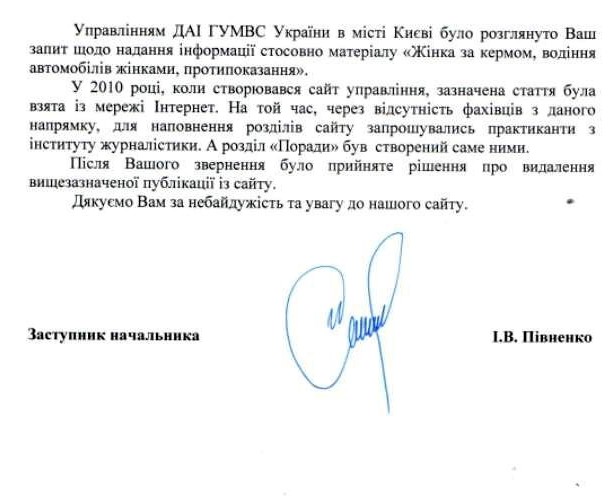 Управлінням ДАІ ГУМВС України в місті Києві було розглянуто Ваш
запит щодо надання інформації стосовно матеріалу «Жінка за кермом, водіння
автомобілів жінками, протипоказання».
У 2010 році, коли створювався сайт управління, зазначена стаття була
взята із мережі Інтернет. На той час, через відсутність фахівців з даного
напрямку, для наповнення розділів сайту запрошувались практиканти з
інституту журналістики. А розділ «Поради» був створений саме ними.
Після Вашого звернення було прийняте рішення про видалення
вищезазначеної публікації із сайту.
Дякуємо Вам за небайдужість та увагу до нашого сайту.
Заступник начальника
І.В. Півненко